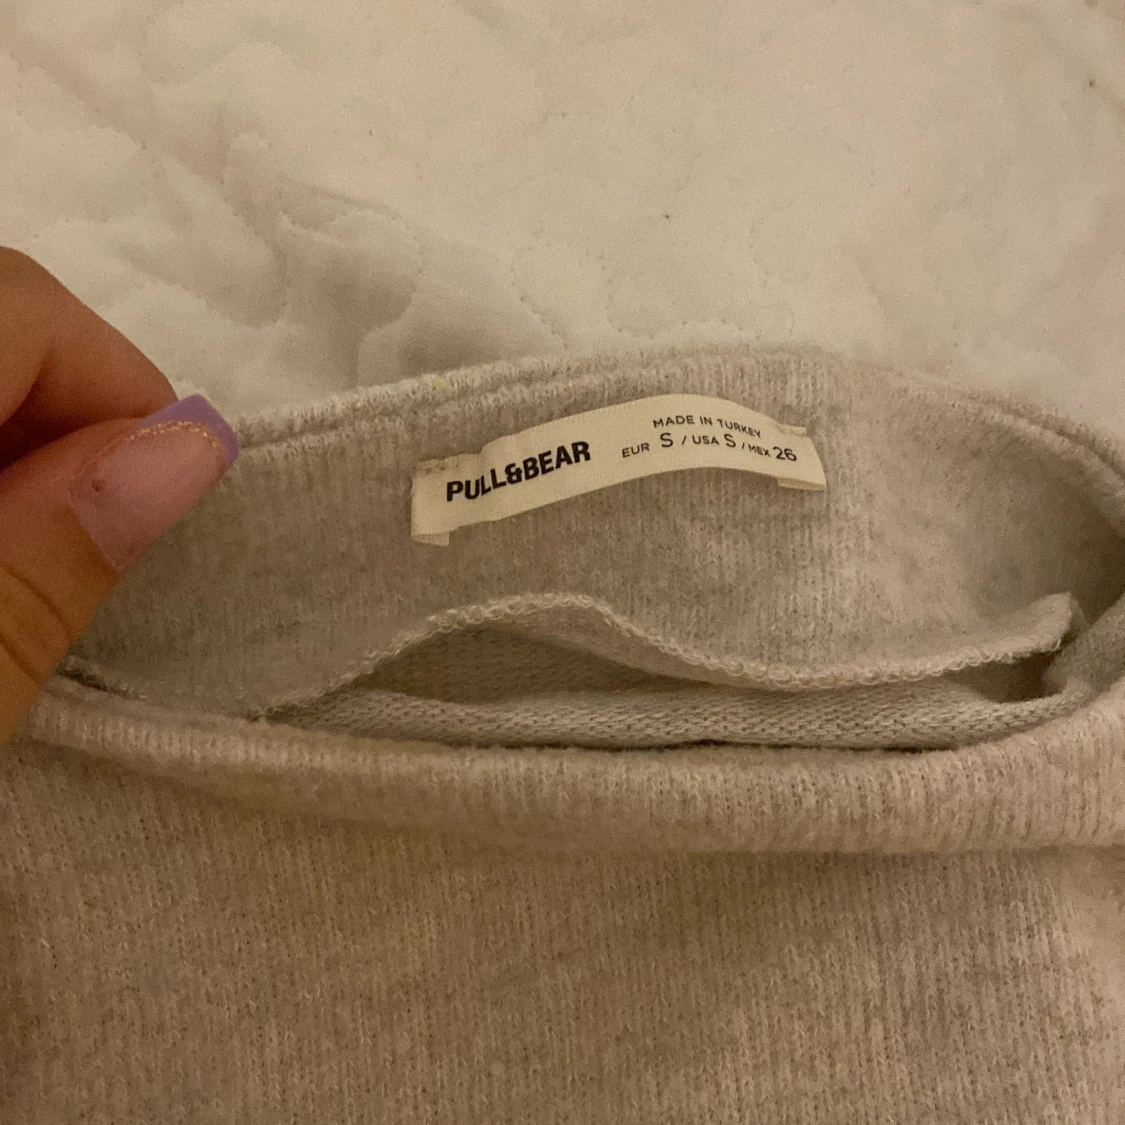 PULL&BEAR
MADE IN TURKEY
EUR S / USA S / MEX 26